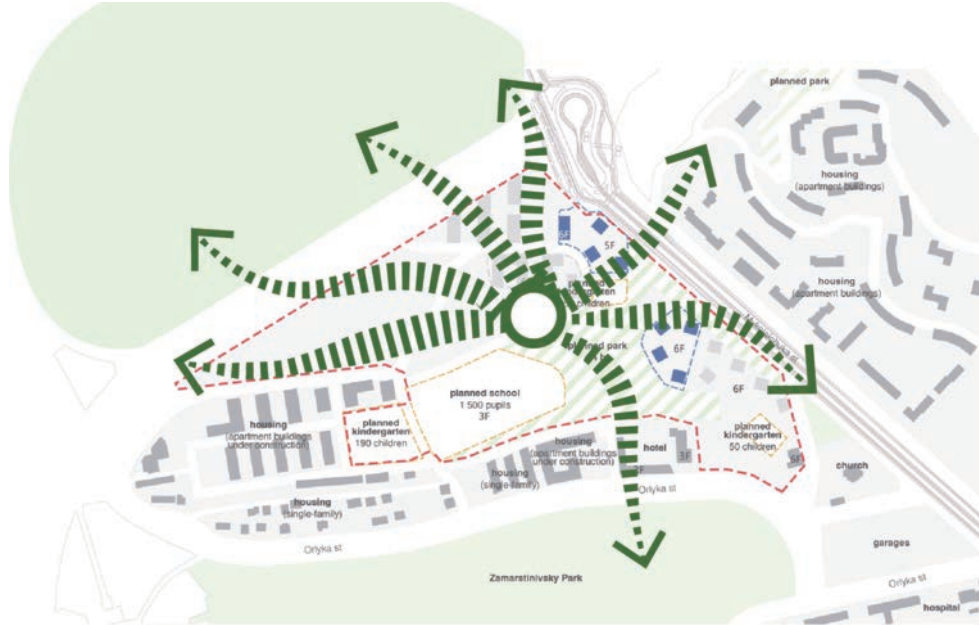 planned park
housing
(apartment buildings)
housing
(apartment buildings)
6F
5F
planned
children
planned park
6F
6F
planned school
1 500 pupils
3F
planned
kindergarten
190 children
housing
(apartment buildings
under construction)
planned
kindergarten
50 children
housing
(apartment buildings
under construction)
hotel
3F
church
housing
(single-family)
housing
(single-family)
Orlyka st
Orlyka st
garages
Zamarstinivsky Park
Orlyka st
hospital